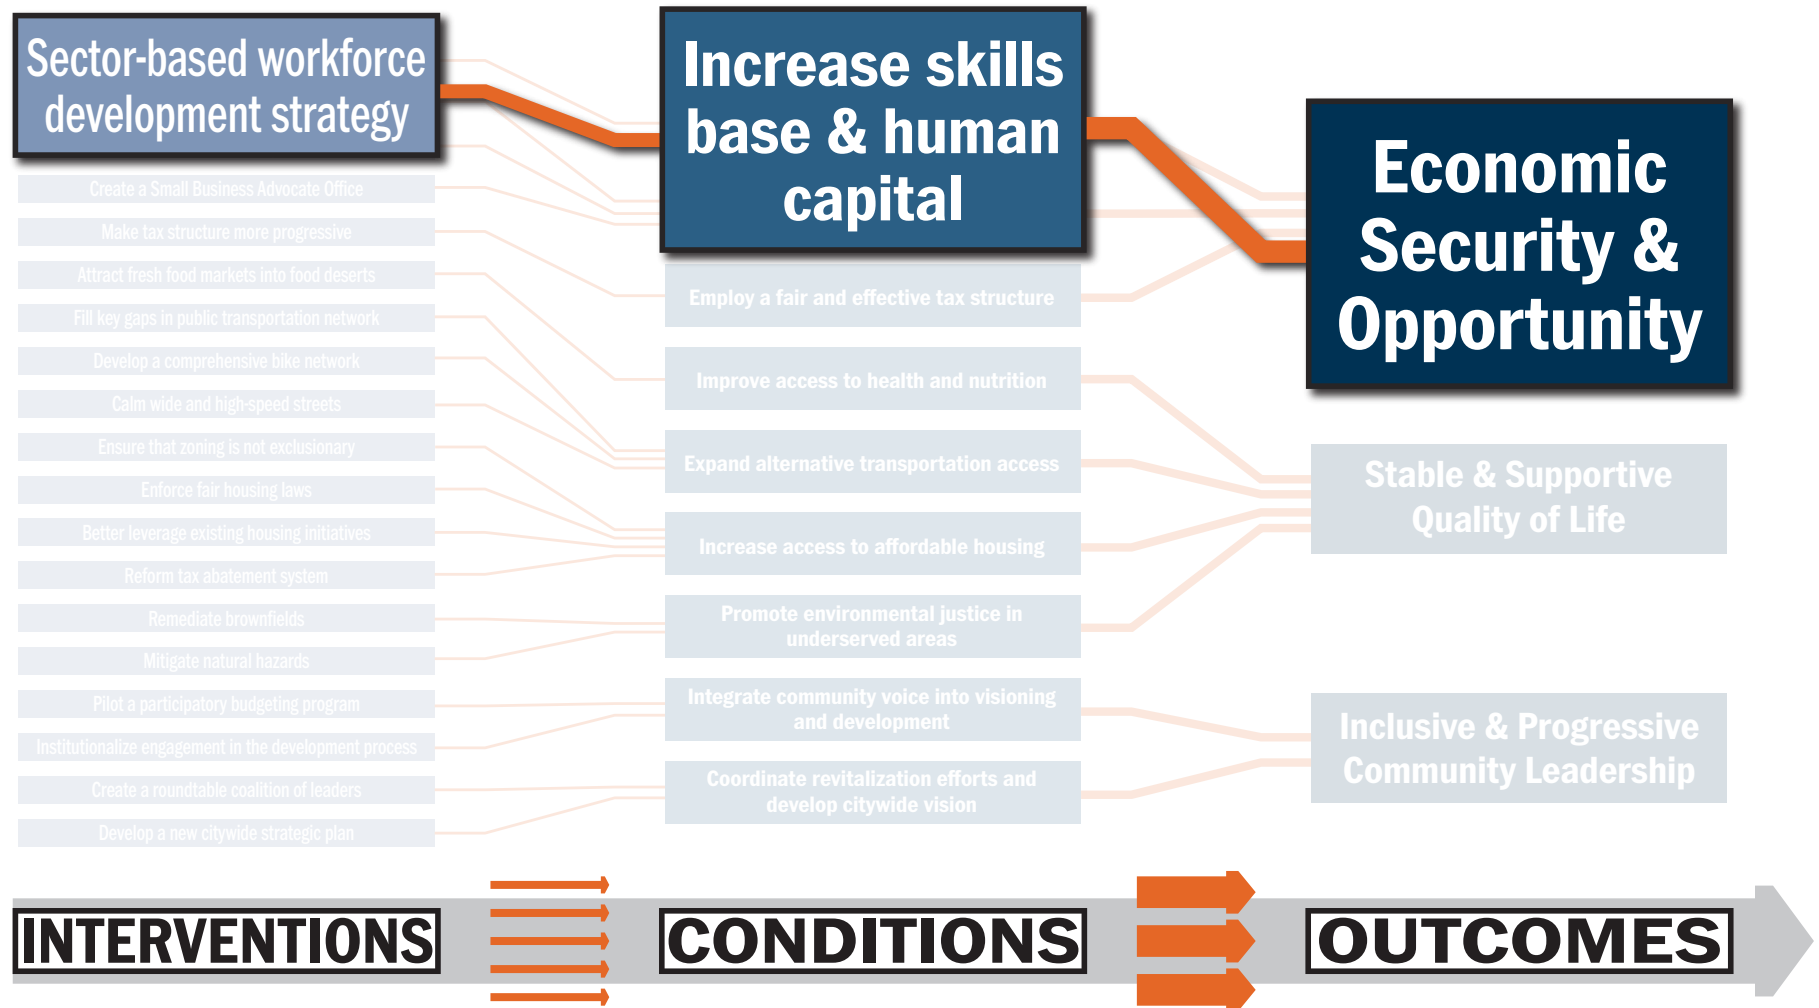 Sector-based workforce
development strategy
Create a Small Business Advocate Office
Make tax structure more progressive
Attract fresh food markets into food deserts
Fill key gaps in public transportation network
Develop a comprehensive bike network
Calm wide and high-speed streets
Ensure that zoning is not exclusionary
Enforce fair housing laws
Better leverage existing housing initiatives
Reform tax abatement system
Remediate brownfields
Mitigate natural hazards
Pilot a participatory budgeting program
Institutionalize engagement in the development process
Create a roundtable coalition of leaders
Develop a new citywide strategic plan
Increase skills
base & human
capital
Employ a fair and effective tax structure
Improve access to health and nutrition
Expand alternative transportation access
Increase access to affordable housing
Promote environmental justice in
underserved areas
Integrate community voice into visioning
and development
Coordinate revitalization efforts and
develop citywide vision
Economic
Security &
Opportunity
Stable & Supportive
Quality of Life
Inclusive & Progressive
Community Leadership
INTERVENTIONS
CONDITIONS
OUTCOMES